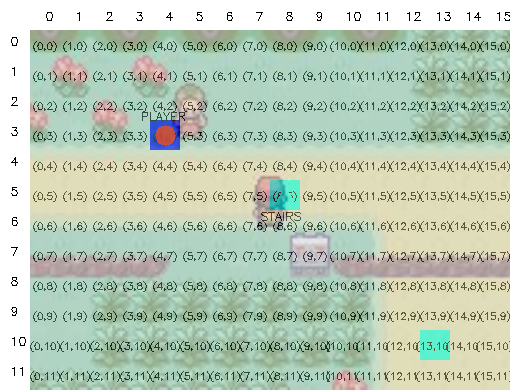 0 1 2 3 4 5 6 7 8 9 10 11 12 13 14 15
0 (0,0) (1,0) (2,0) (3,0) (4,0) (5,0) (6,0) (7,0) (8,0) (9,0) (10,0) (11,0) (12,0) (13,0) (14,0) (15,0)
1 (0,1) (1,1) (2,1) (3,1) (4,1) (5,1) (6,1) (7,1) (8,1) (9,1) (10,1) (11,1) (12,1) (13,1) (14,1) (15,1)
2 (0,2) (1,2) (2,2) (3,2) (4,2) (5,2) (6,2) (7,2) (8,2) (9,2) (10,2) (11,2) (12,2) (13,2) (14,2) (15,2)
PLAYER
3 (0,3) (1,3) (2,3) (3,3) (5,3) (6,3) (7,3) (8,3) (9,3) (10,3) (11,3) (12,3) (13,3) (14,3) (15,3)
4 (0,4) (1,4) (2,4) (3,4) (4,4) (5,4) (6,4) (7,4) (8,4) (9,4) (10,4) (11,4) (12,4) (13,4) (14,4) (15,4)
5 (0,5) (1,5) (2,5) (3,5) (4,5) (5,5) (6,5) (7,5) (8,5) (9,5) (10,5) (11,5) (12,5) (13,5) (14,5) (15,5)
STAIRS
6 (0,6) (1,6) (2,6) (3,6) (4,6) (5,6) (6,6) (7,6) (8,6) (9,6) (10,6) (11,6) (12,6) (13,6) (14,6) (15,6)
7 (0,7) (1,7) (2,7) (3,7) (4,7) (5,7) (6,7) (7,7) (8,7) (9,7) (10,7) (11,7) (12,7) (13,7) (14,7) (15,7)
8 (0,8) (1,8) (2,8) (3,8) (4,8) (5,8) (6,8) (7,8) (8,8) (9,8) (10,8) (11,8) (12,8) (13,8) (14,8) (15,8)
9 (0,9) (1,9) (2,9) (3,9) (4,9) (5,9) (6,9) (7,9) (8,9) (9,9) (10,9) (11,9) (12,9) (13,9) (14,9) (15,9)
10 (0,10) (1,10) (2,10) (3,10) (4,10) (5,10) (6,10) (7,10) (8,10) (9,10) (10,10) (11,10) (12,10) (13,10) (14,10) (15,10)
11 (0,11) (1,11) (2,11) (3,11) (4,11) (5,11) (6,11) (7,11) (8,11) (9,11) (10,11) (11,11) (12,11) (13,11) (14,11) (15,11)